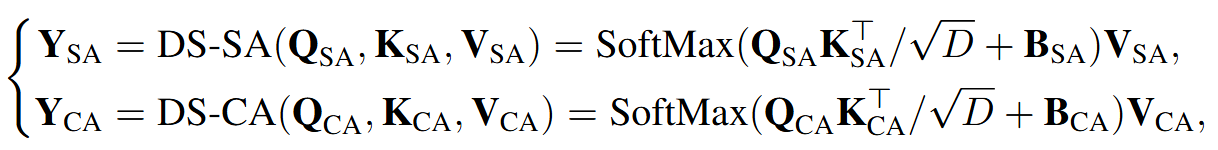 Y_SA = DS-SA(Q_SA, K_SA, V_SA) = SoftMax(Q_SA K_SA^⊤/√D + B_SA)V_SA,
Y_CA = DS-CA(Q_CA, K_CA, V_CA) = SoftMax(Q_CA K_CA^⊤/√D + B_CA)V_CA,